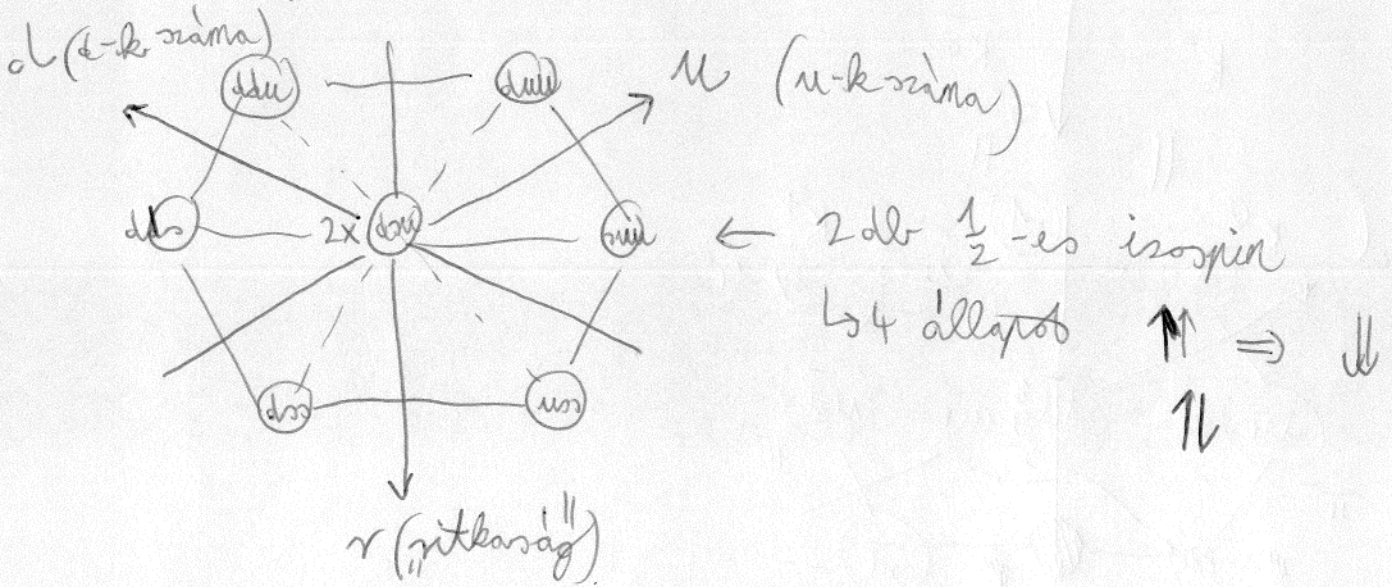 d (d-k száma)
ddu
duu
u (u-k száma)
dds
2x dsu
suu
← 2 db 1/2-es izospin
↳ 4 állapot ↑↑ ⇒ ↓↓
↑↓
dss
uss
r („ritkaság”)